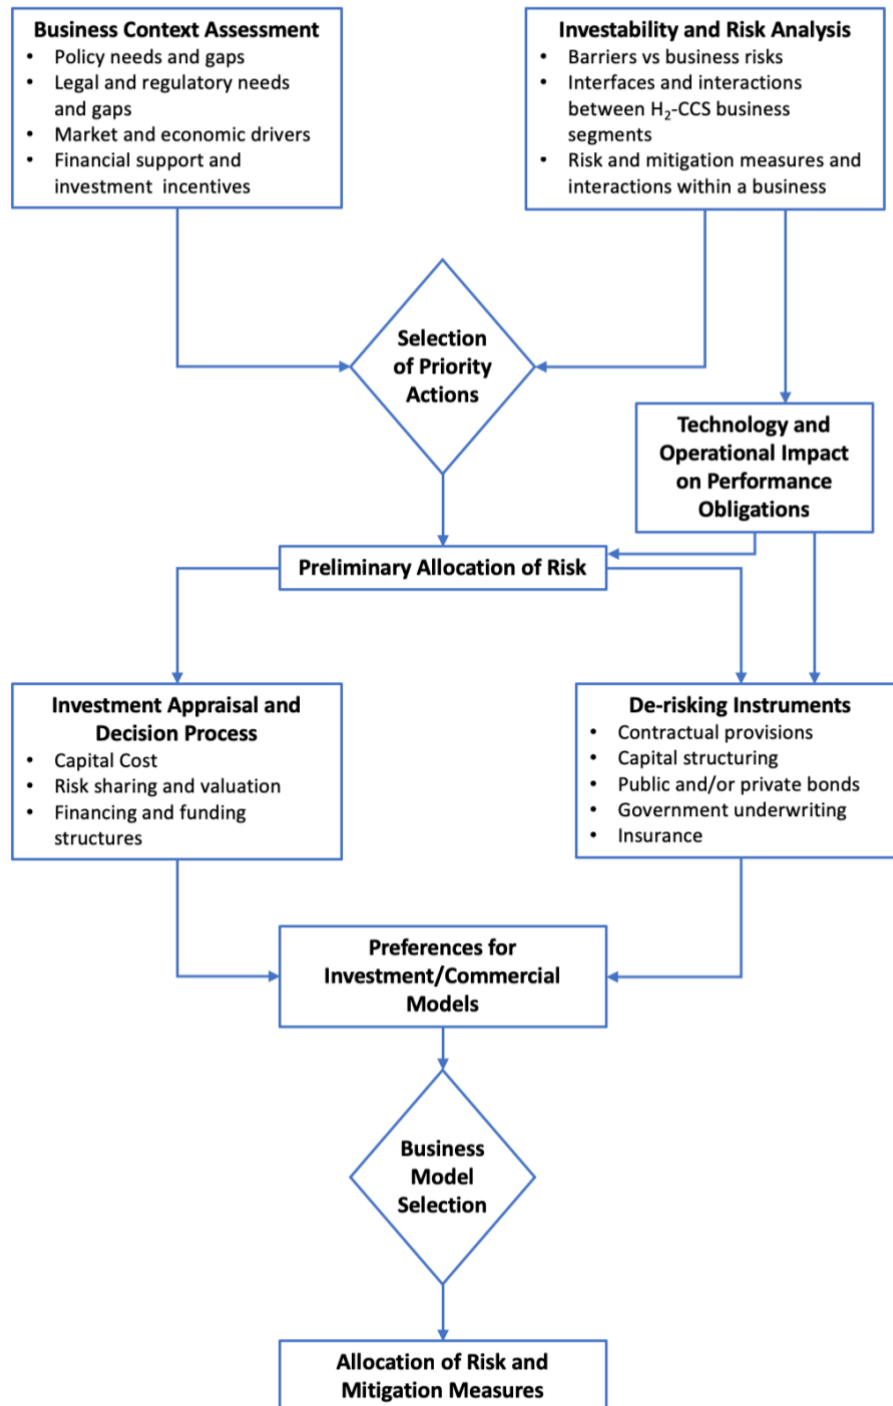 Business Context Assessment
• Policy needs and gaps
• Legal and regulatory needs
and gaps
• Market and economic drivers
• Financial support and
investment incentives
Investability and Risk Analysis
• Barriers vs business risks
• Interfaces and interactions
between H₂-CCS business
segments
• Risk and mitigation measures and
interactions within a business
Selection
of Priority
Actions
Technology and
Operational Impact
on Performance
Obligations
Preliminary Allocation of Risk
Investment Appraisal and
Decision Process
• Capital Cost
• Risk sharing and valuation
• Financing and funding
structures
De-risking Instruments
• Contractual provisions
• Capital structuring
• Public and/or private bonds
• Government underwriting
• Insurance
Preferences for
Investment/Commercial
Models
Business
Model
Selection
Allocation of Risk and
Mitigation Measures